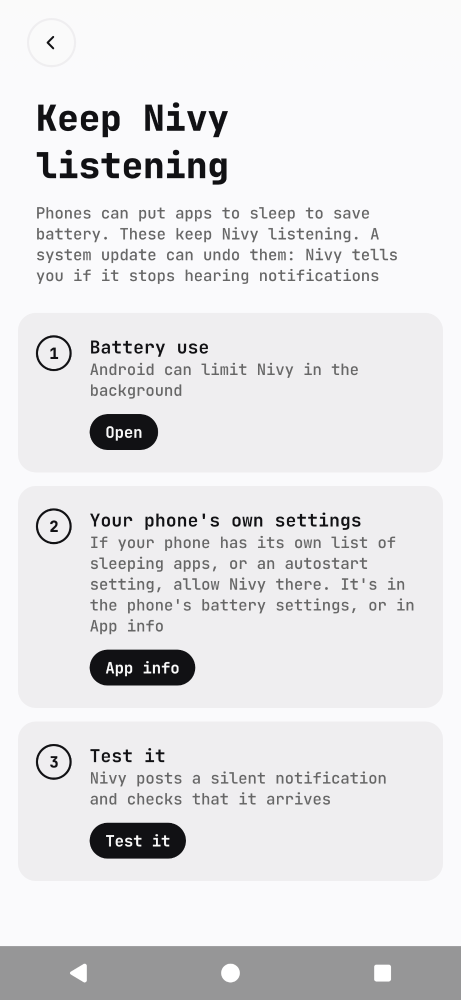 Keep Nivy
listening
Phones can put apps to sleep to save
battery. These keep Nivy listening. A
system update can undo them: Nivy tells
you if it stops hearing notifications
1
Battery use
Android can limit Nivy in the
background
Open
2
Your phone's own settings
If your phone has its own list of
sleeping apps, or an autostart
setting, allow Nivy there. It's in
the phone's battery settings, or in
App info
App info
3
Test it
Nivy posts a silent notification
and checks that it arrives
Test it